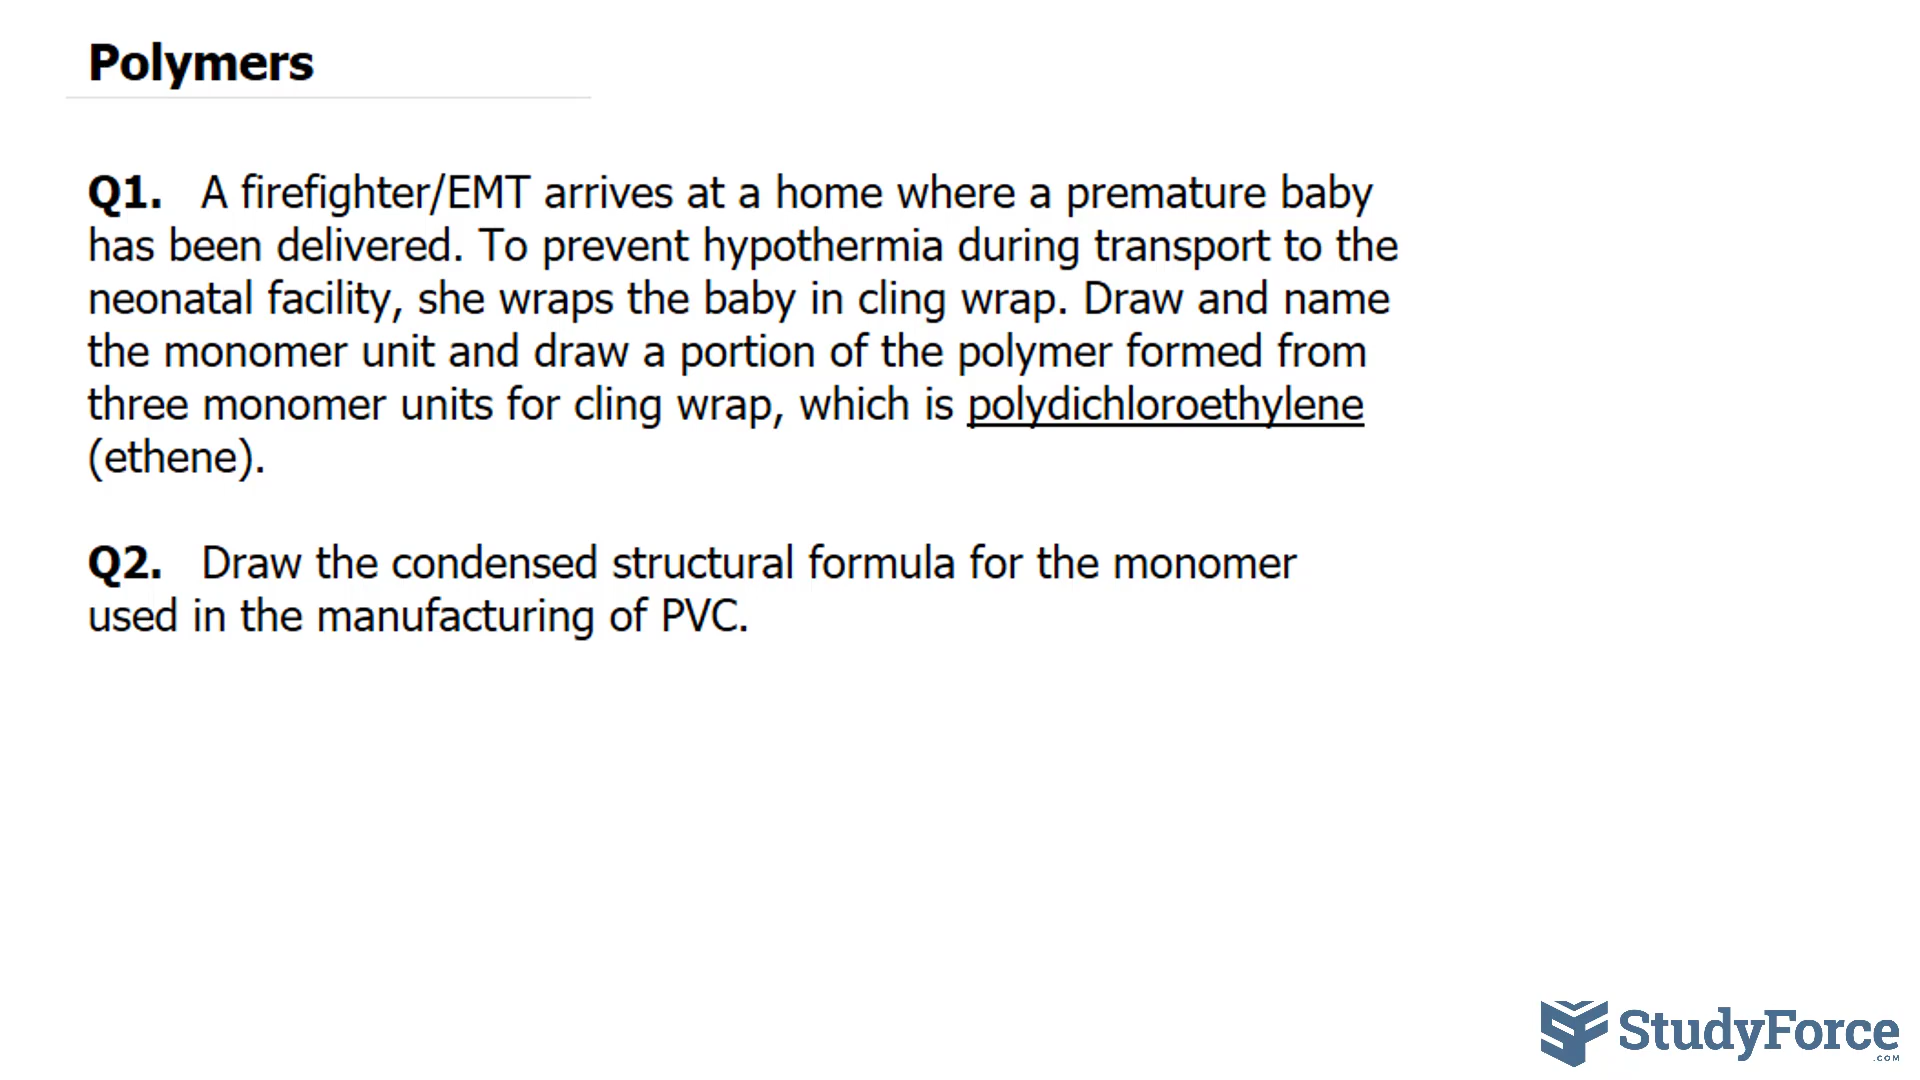 Polymers
Q1. A firefighter/EMT arrives at a home where a premature baby
has been delivered. To prevent hypothermia during transport to the
neonatal facility, she wraps the baby in cling wrap. Draw and name
the monomer unit and draw a portion of the polymer formed from
three monomer units for cling wrap, which is polydichloroethylene
(ethene).
Q2. Draw the condensed structural formula for the monomer
used in the manufacturing of PVC.
StudyForce
.COM